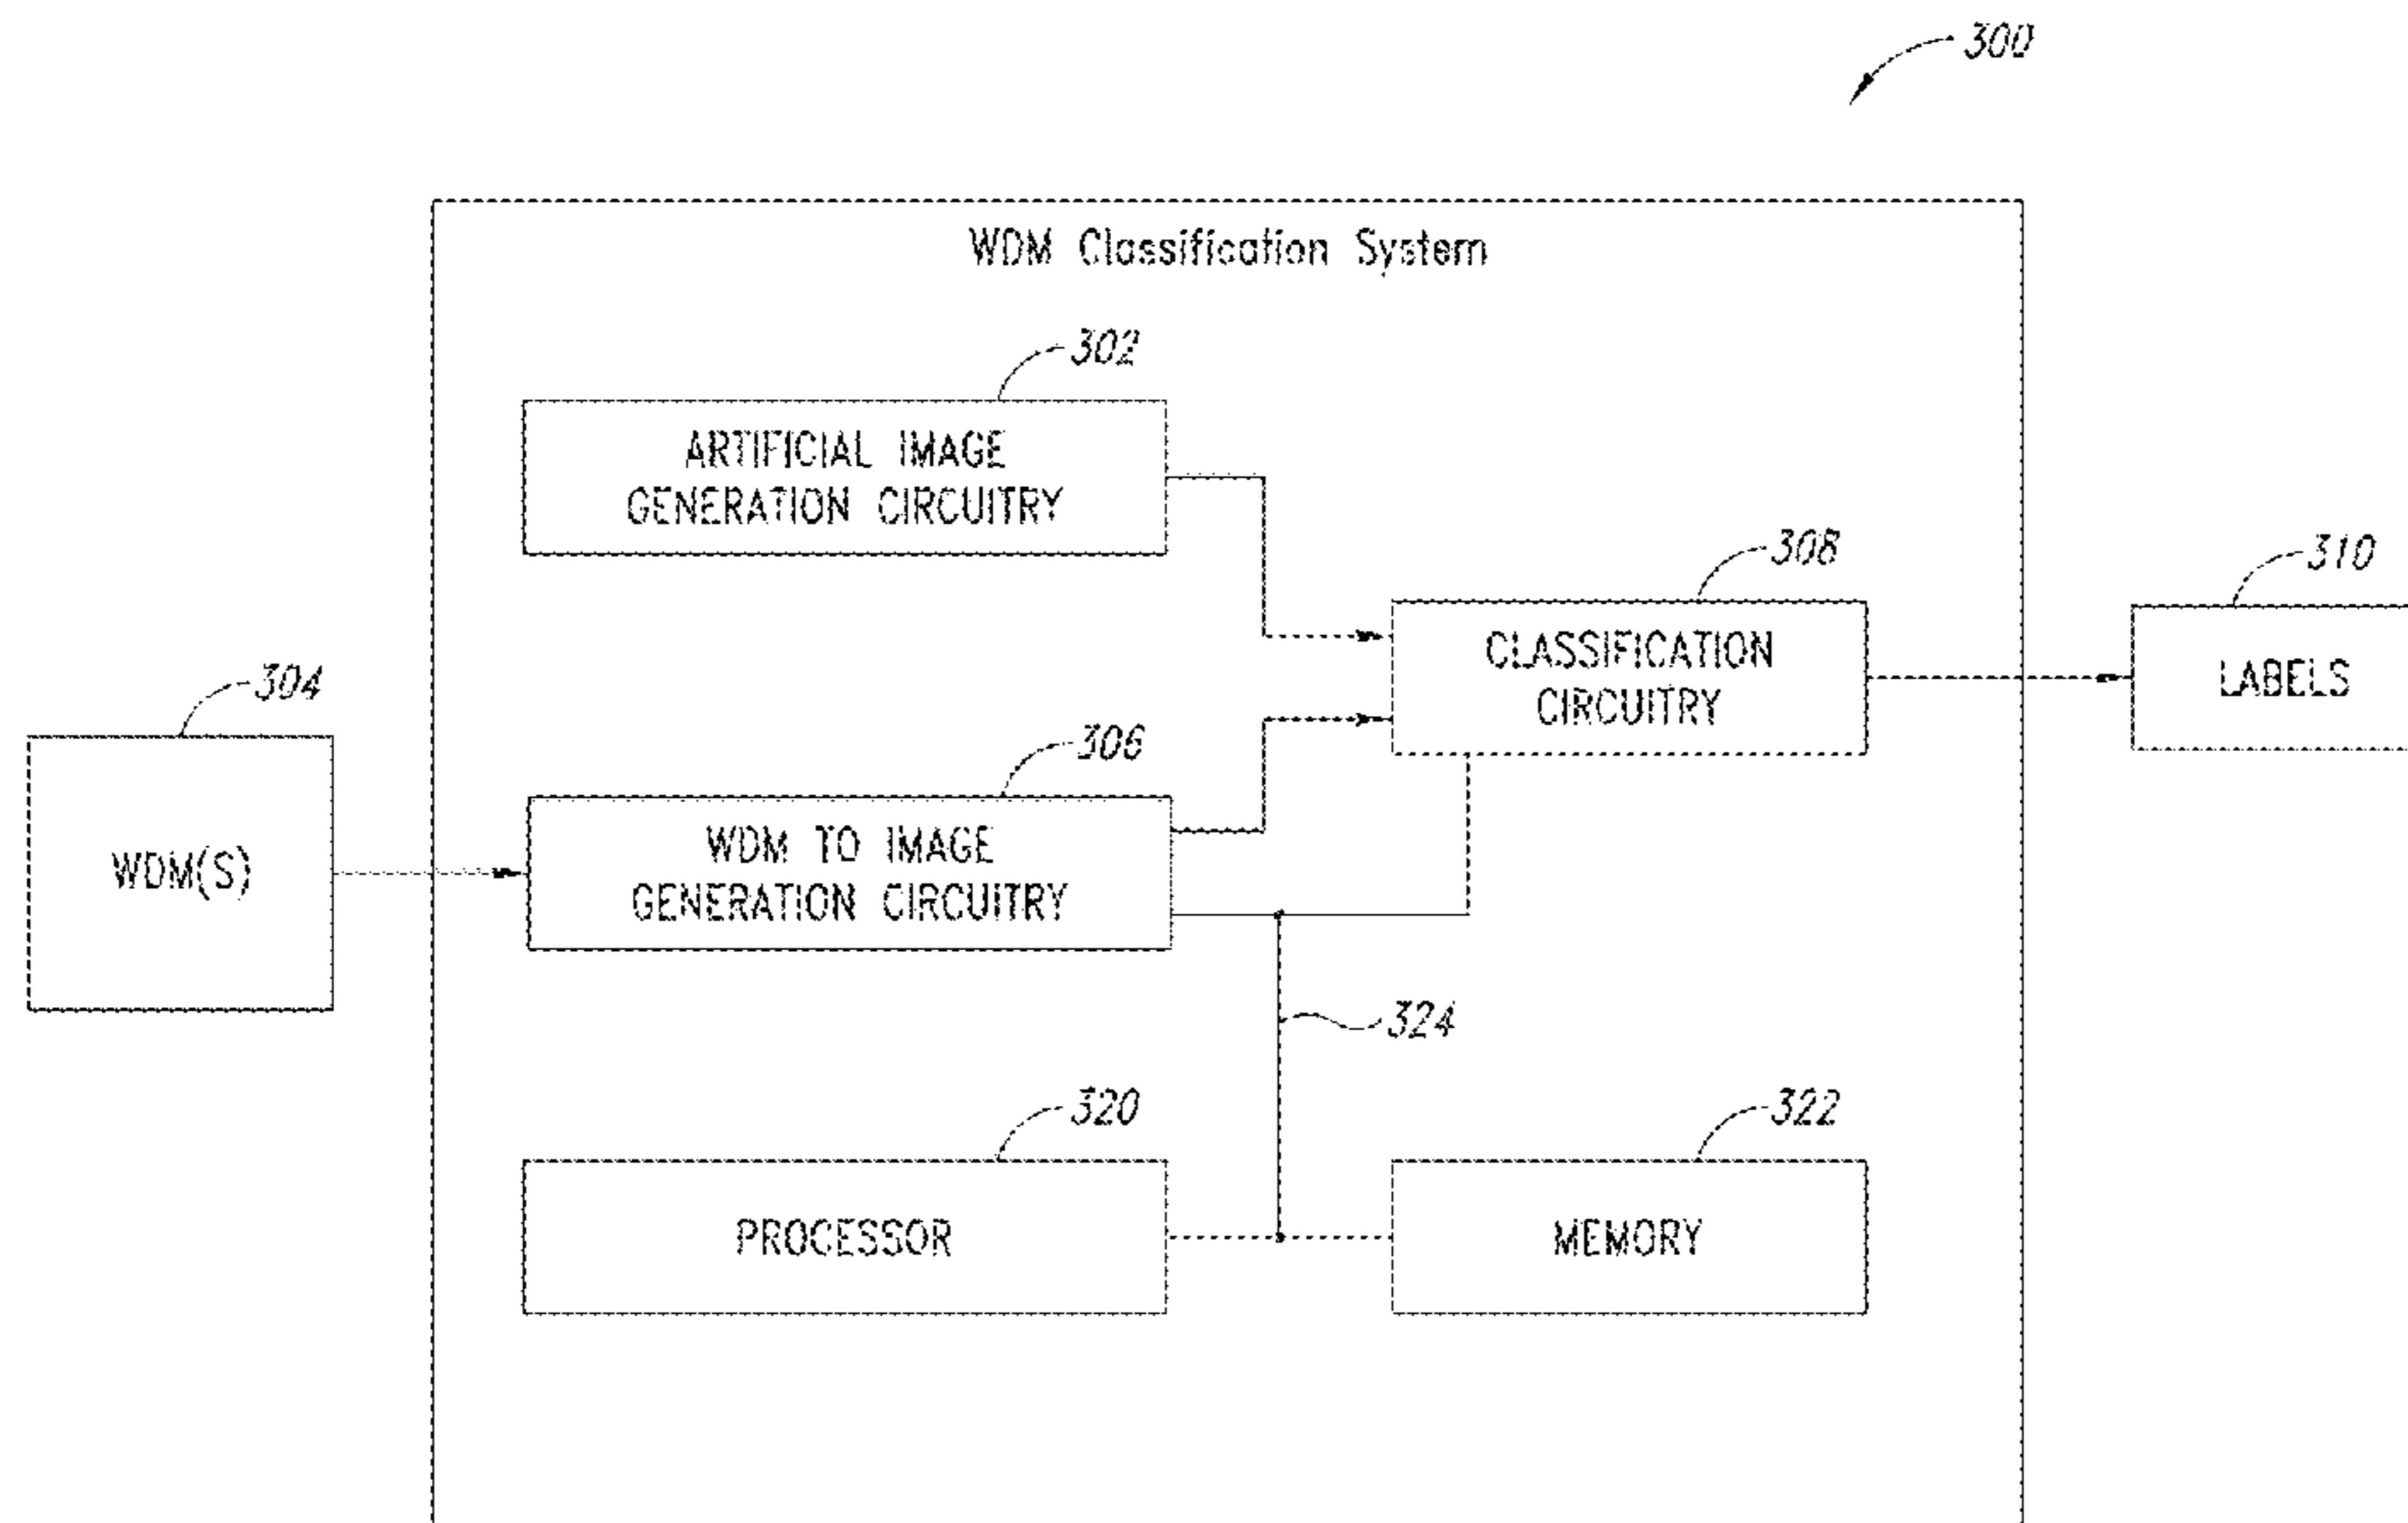 300
WDM Classification System
302
ARTIFICIAL IMAGE
GENERATION CIRCUITRY
308
CLASSIFICATION
CIRCUITRY
310
LABELS
304
WDM(S)
306
WDM TO IMAGE
GENERATION CIRCUITRY
324
320
PROCESSOR
322
MEMORY